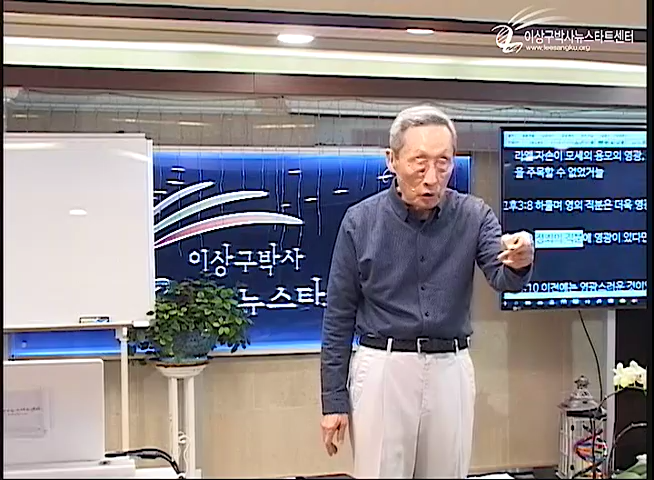 이상구박사뉴스타트센터
www.leesangku.org
라엘 자손이 모세의 용모의 영광,
을 주목할 수 없었거늘
고후3:8 하물며 영의 직분은 더욱 영광
에 영광이 있다면
:10 이전에는 영광스러운 것이
이상구박사
뉴스타